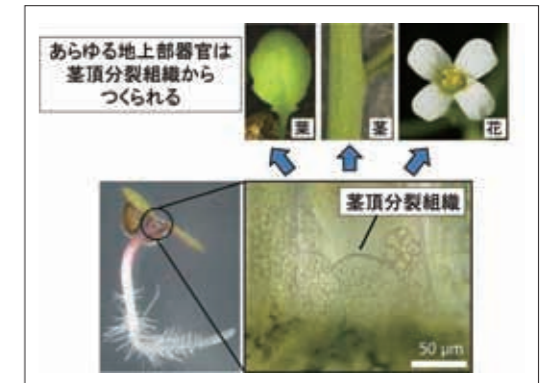 あらゆる地上部器官は
茎頂分裂組織から
つくられる
葉
茎
花
茎頂分裂組織
50 μm